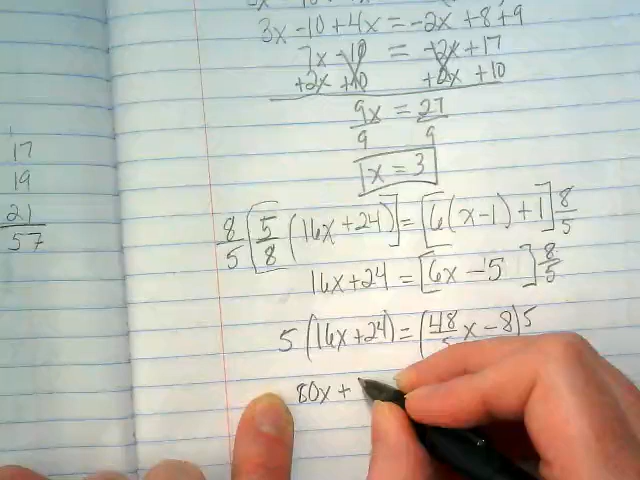 3x -10 +4x = -2x +8 +9
7x -10 = -2x +17
+2x +10 +2x +10
9x = 27
9 9
x = 3
17
19
21
57
8/5 [5/8 (16x+24)] = [6(x-1)+1] 8/5
16x+24 = [6x -5 ] 8/5
5(16x+24) = (48/5 x -8)5
80x +